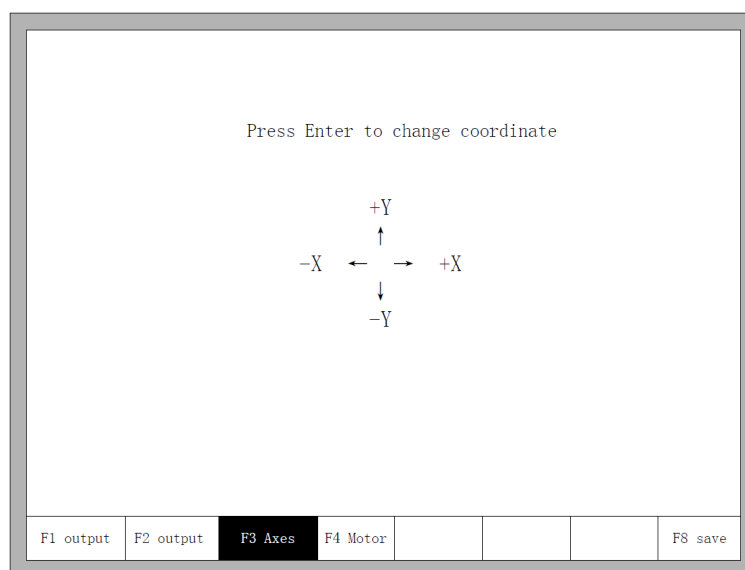 Press Enter to change coordinate
+Y
↑
-X ← → +X
↓
-Y
F1 output F2 output F3 Axes F4 Motor F8 save